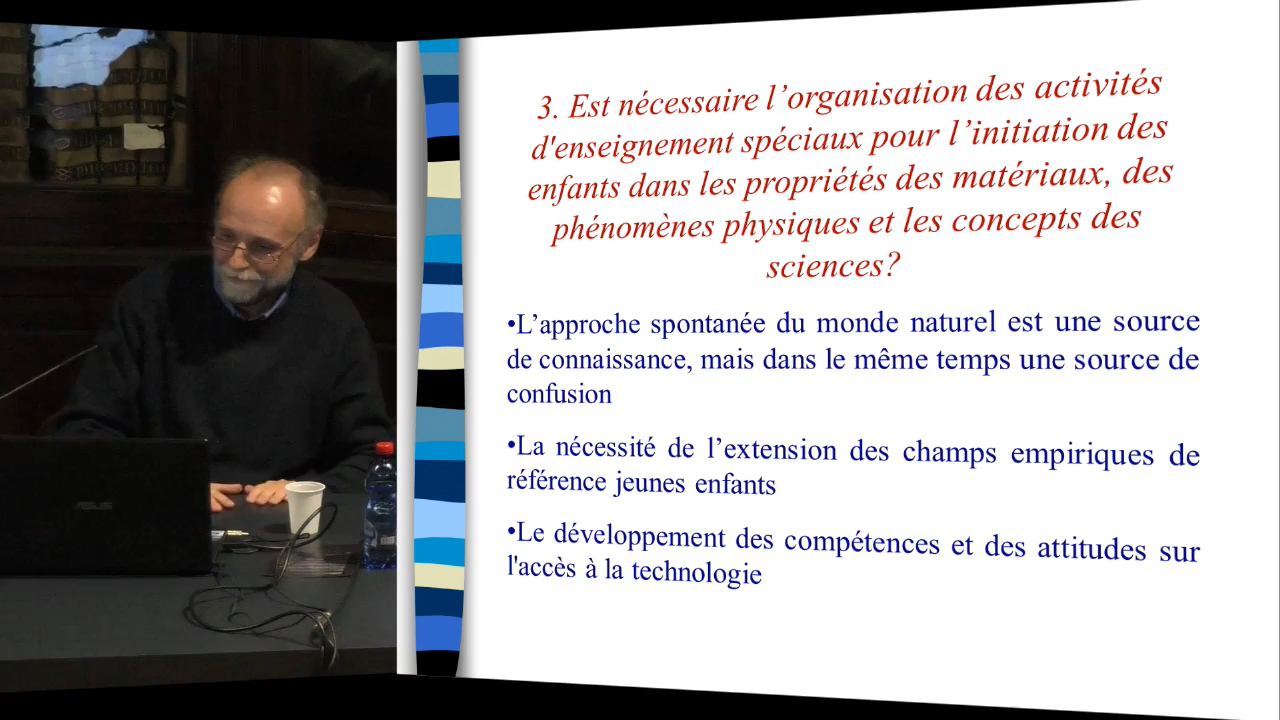 3. Est nécessaire l’organisation des activités
d'enseignement spéciaux pour l’initiation des
enfants dans les propriétés des matériaux, des
phénomènes physiques et les concepts des
sciences?
•L’approche spontanée du monde naturel est une source
de connaissance, mais dans le même temps une source de
confusion
•La nécessité de l’extension des champs empiriques de
référence jeunes enfants
•Le développement des compétences et des attitudes sur
l'accès à la technologie
ASUS